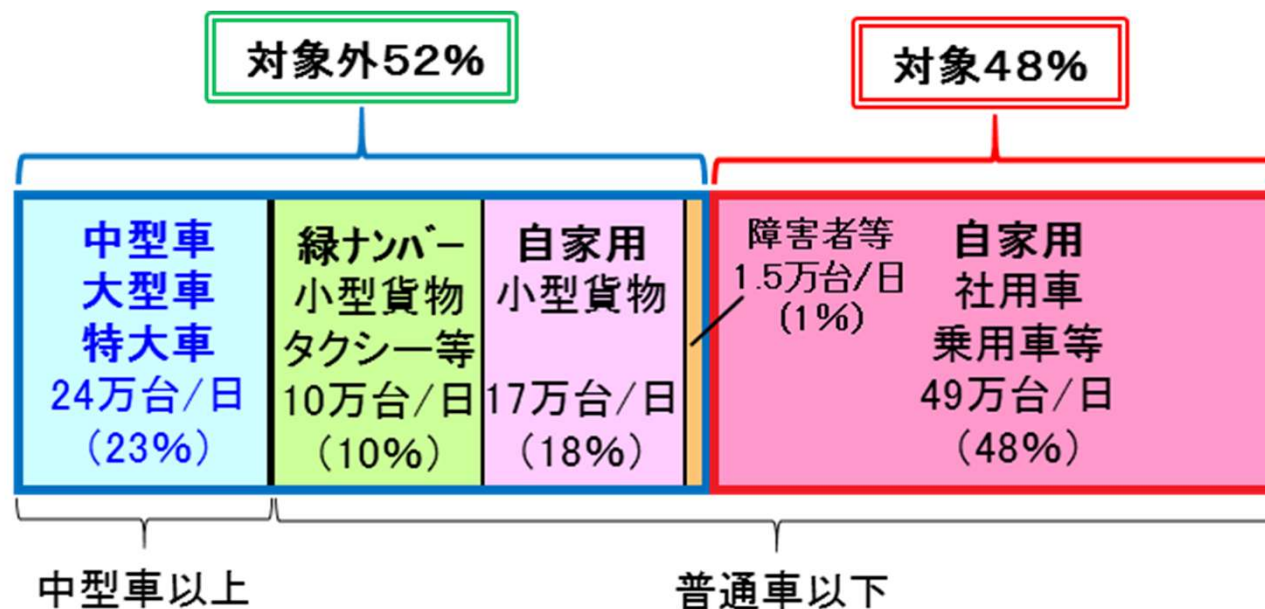 対象外52%
対象48%
中型車
大型車
特大車
24万台/日
(23%)
緑ナンバー
小型貨物
タクシー等
10万台/日
(10%)
自家用
小型貨物
17万台/日
(18%)
障害者等
1.5万台/日
(1%)
自家用
社用車
乗用車等
49万台/日
(48%)
中型車以上
普通車以下